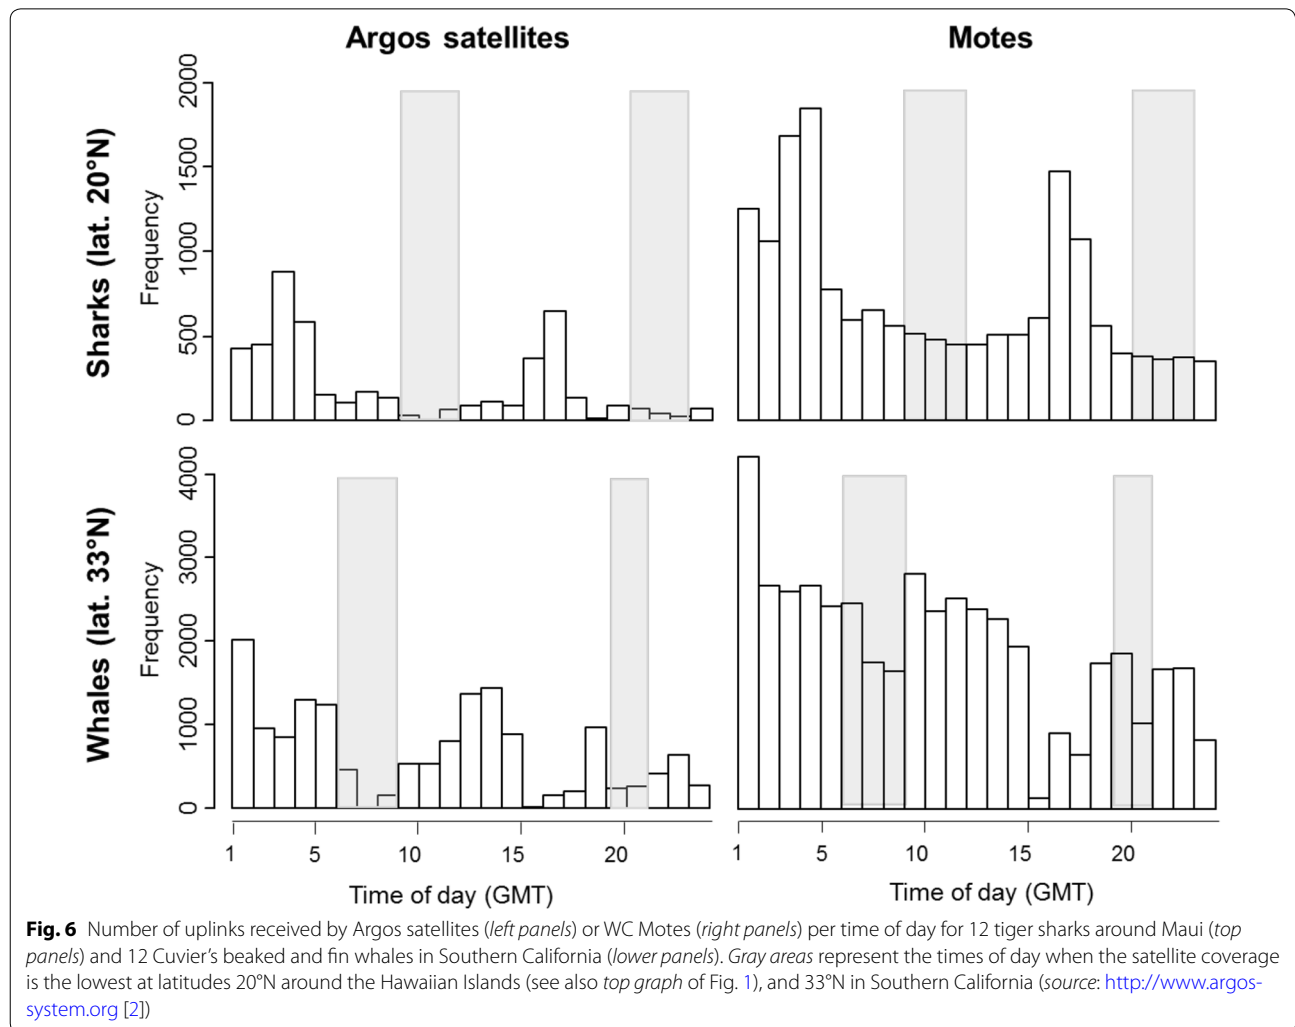 Argos satellites
Motes
Sharks (lat. 20°N)
Frequency
2000
1500
1000
500
0
Whales (lat. 33°N)
Frequency
4000
3000
2000
1000
0
1 5 10 15 20
1 5 10 15 20
Time of day (GMT)
Time of day (GMT)
Fig. 6 Number of uplinks received by Argos satellites (left panels) or WC Motes (right panels) per time of day for 12 tiger sharks around Maui (top
panels) and 12 Cuvier's beaked and fin whales in Southern California (lower panels). Gray areas represent the times of day when the satellite coverage
is the lowest at latitudes 20°N around the Hawaiian Islands (see also top graph of Fig. 1), and 33°N in Southern California (source: http://www.argos-
system.org [2])